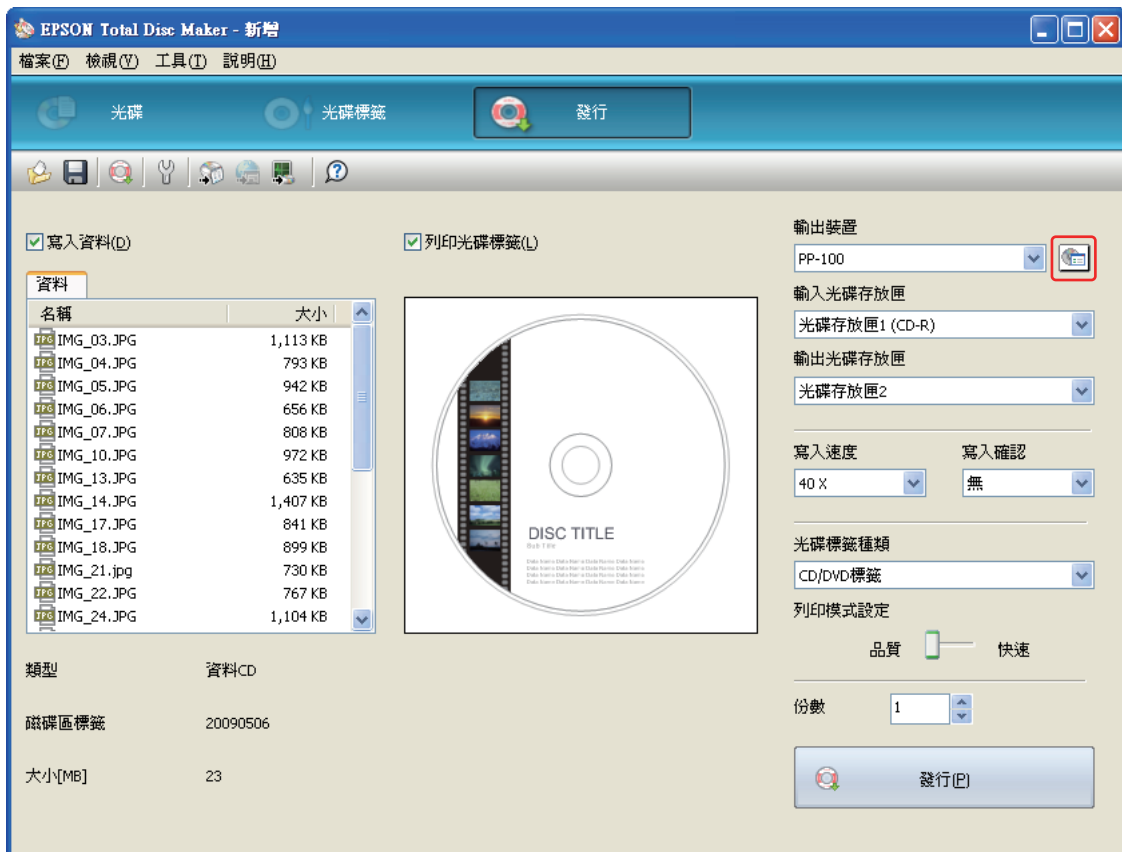 EPSON Total Disc Maker - 新增
檔案(F) 檢視(V) 工具(T) 說明(H)
光碟 光碟標籤 發行
寫入資料(D)
資料
名稱 大小
IMG_03.JPG 1,113 KB
IMG_04.JPG 793 KB
IMG_05.JPG 942 KB
IMG_06.JPG 656 KB
IMG_07.JPG 808 KB
IMG_10.JPG 972 KB
IMG_13.JPG 635 KB
IMG_14.JPG 1,407 KB
IMG_17.JPG 841 KB
IMG_18.JPG 899 KB
IMG_21.jpg 730 KB
IMG_22.JPG 767 KB
IMG_24.JPG 1,104 KB
類型 資料CD
磁碟區標籤 20090506
大小[MB] 23
列印光碟標籤(L)
DISC TITLE
Sub Title
輸出裝置
PP-100
輸入光碟存放匣
光碟存放匣1 (CD-R)
輸出光碟存放匣
光碟存放匣2
寫入速度 寫入確認
40 X 無
光碟標籤種類
CD/DVD標籤
列印模式設定
品質 快速
份數 1
發行(P)